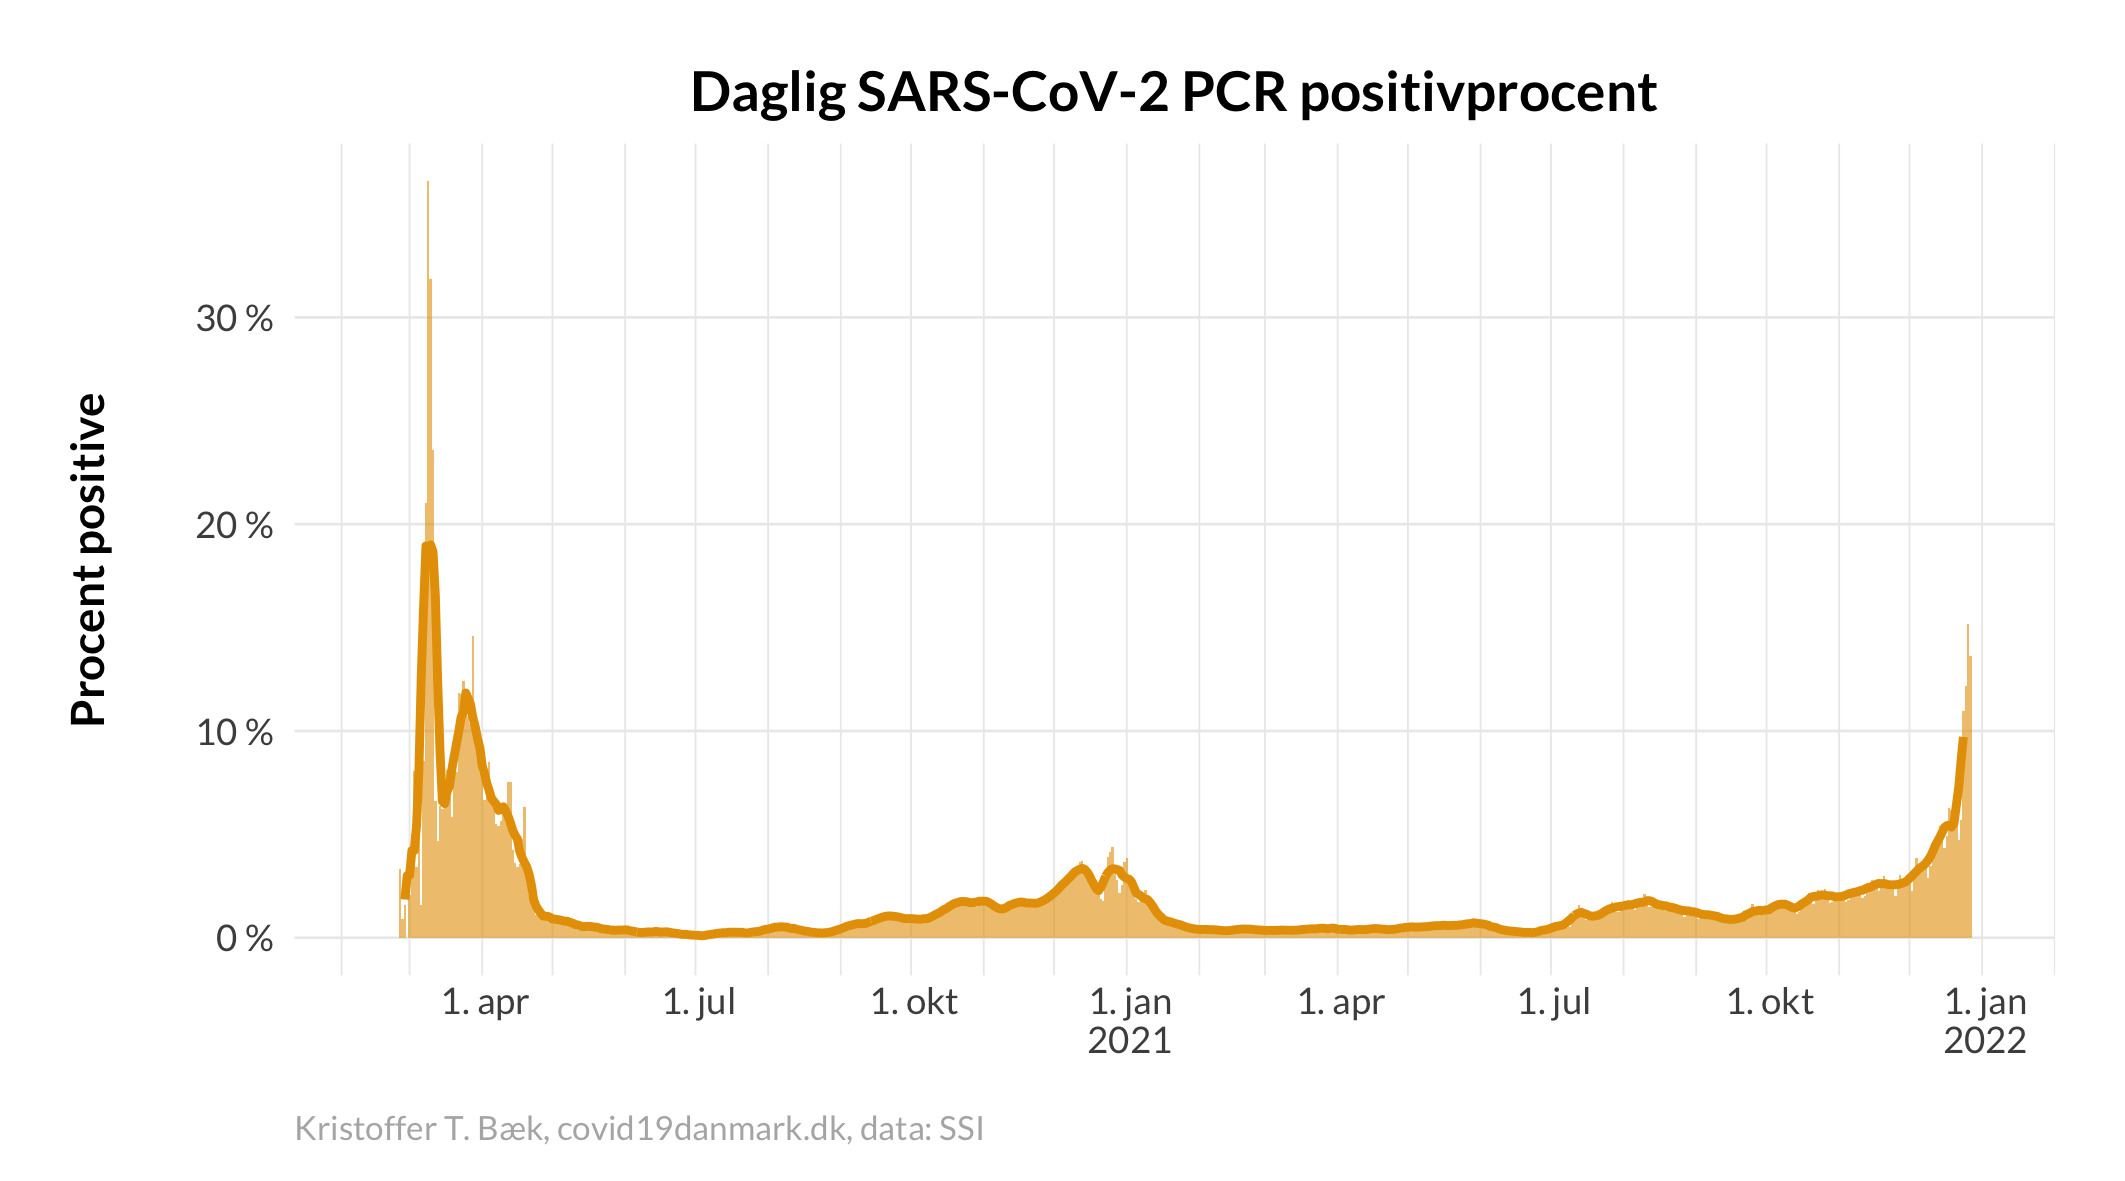 Daglig SARS-CoV-2 PCR positivprocent
Procent positive
30 %
20 %
10 %
0 %
1. apr
1. jul
1. okt
1. jan
2021
1. apr
1. jul
1. okt
1. jan
2022
Kristoffer T. Bæk, covid19danmark.dk, data: SSI